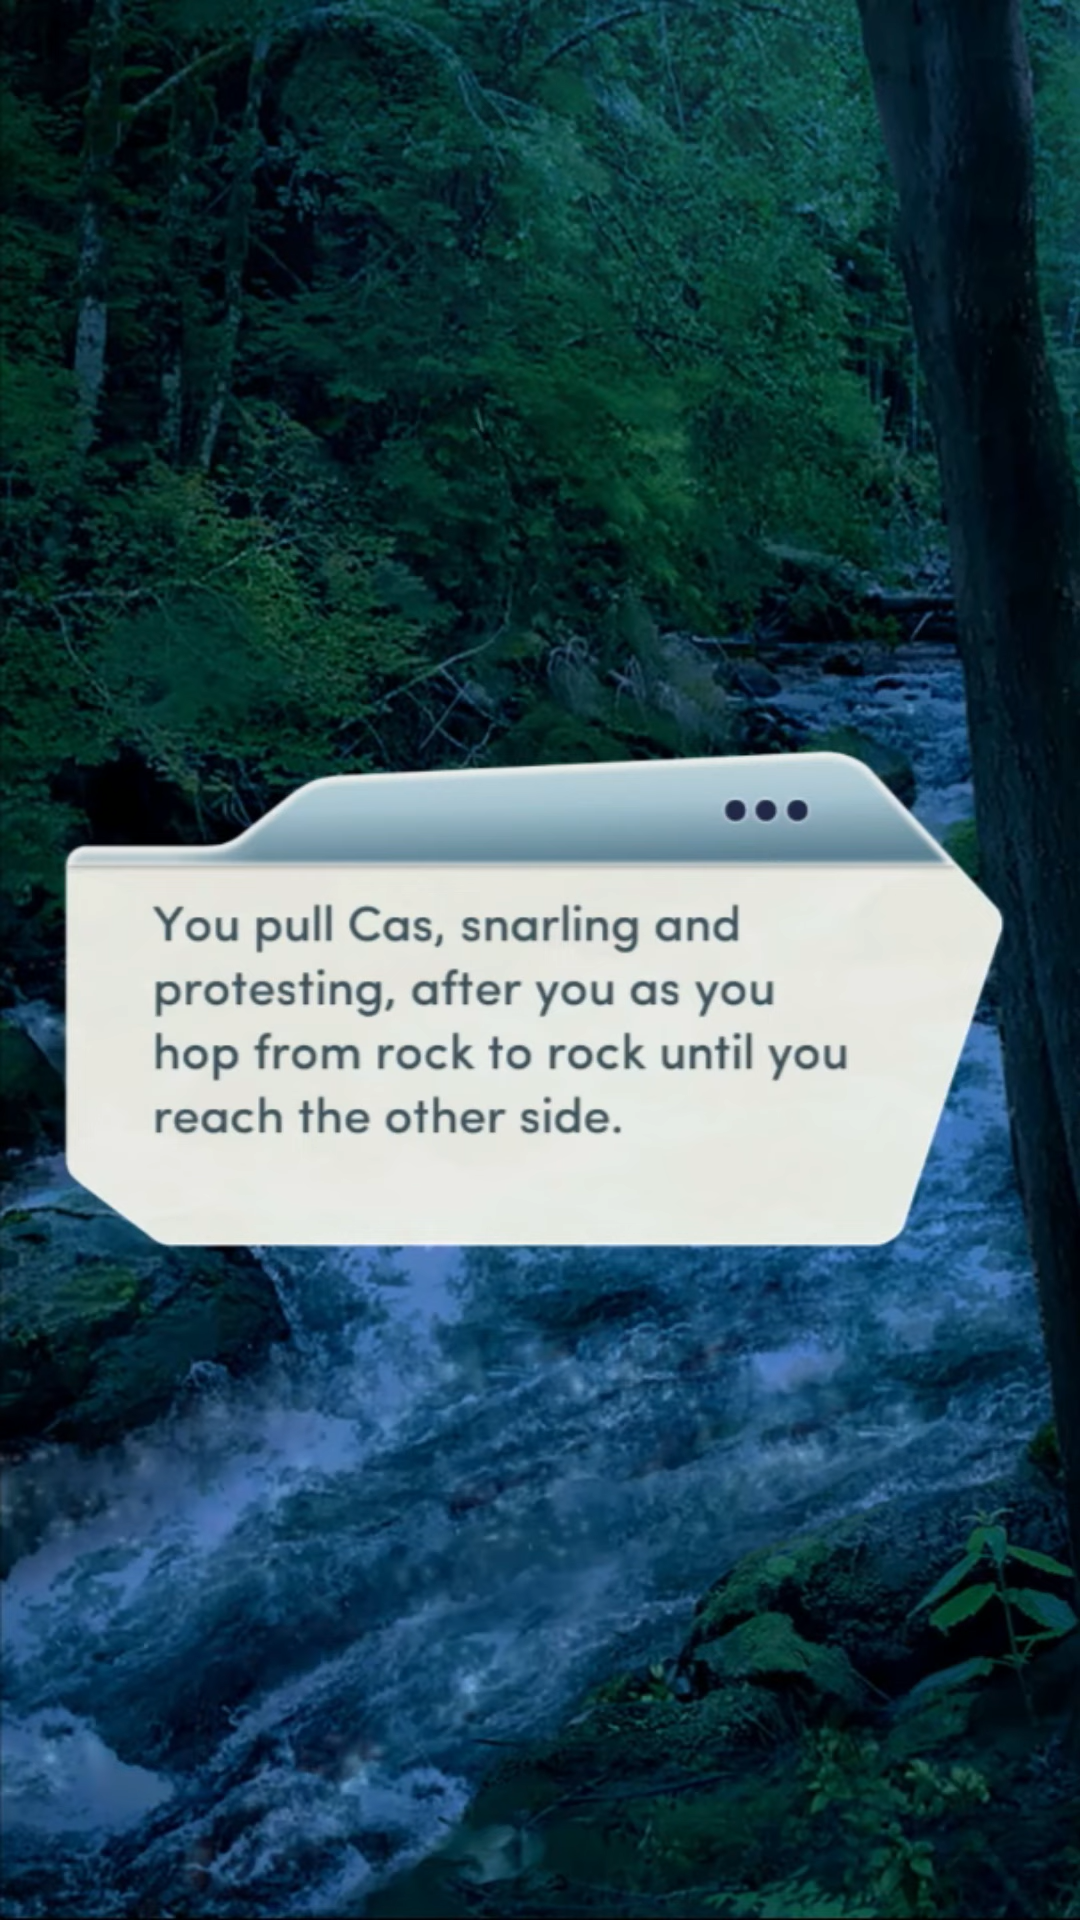 You pull Cas, snarling and
protesting, after you as you
hop from rock to rock until you
reach the other side.